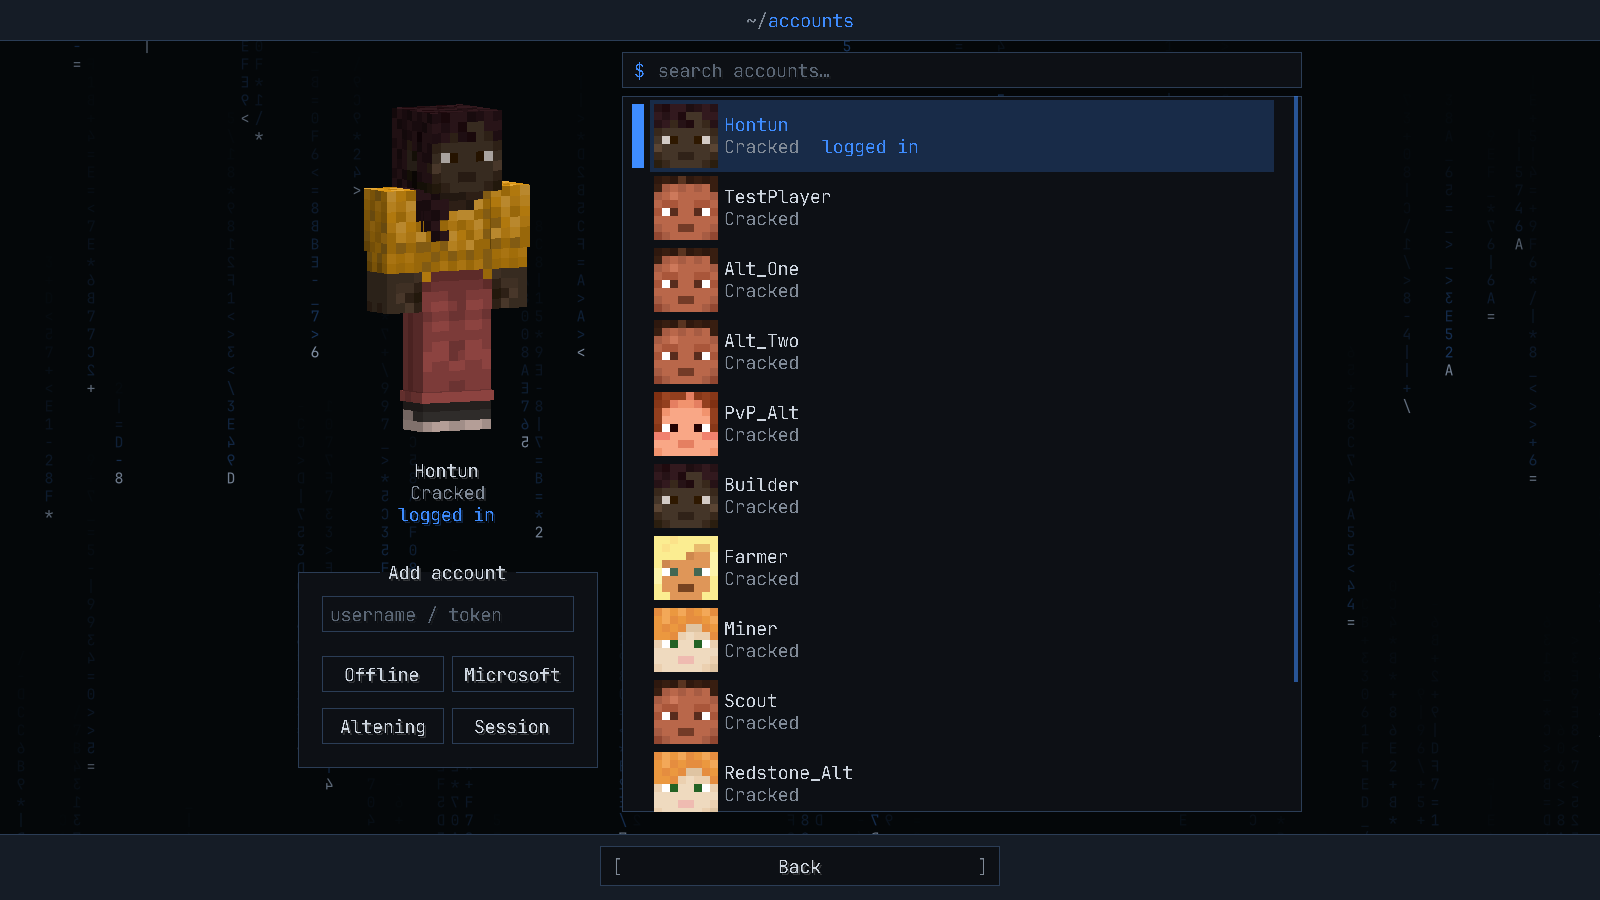 ~/accounts
$ search accounts…
Hontun
Cracked logged in
TestPlayer
Cracked
Alt_One
Cracked
Alt_Two
Cracked
PvP_Alt
Cracked
Builder
Cracked
Farmer
Cracked
Miner
Cracked
Scout
Cracked
Redstone_Alt
Cracked
Hontun
Cracked
logged in
Add account
username / token
Offline
Microsoft
Altening
Session
[ Back ]